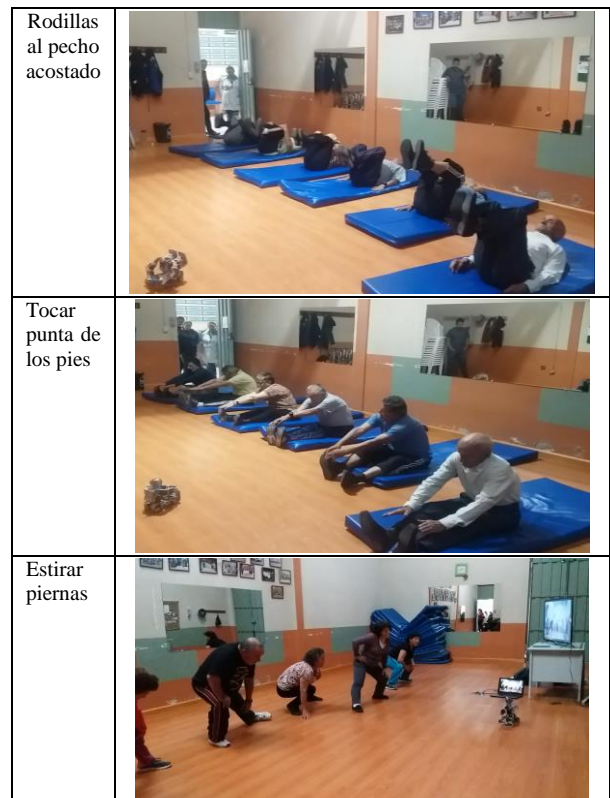 Rodillas
al pecho
acostado
Tocar
punta de
los pies
Estirar
piernas